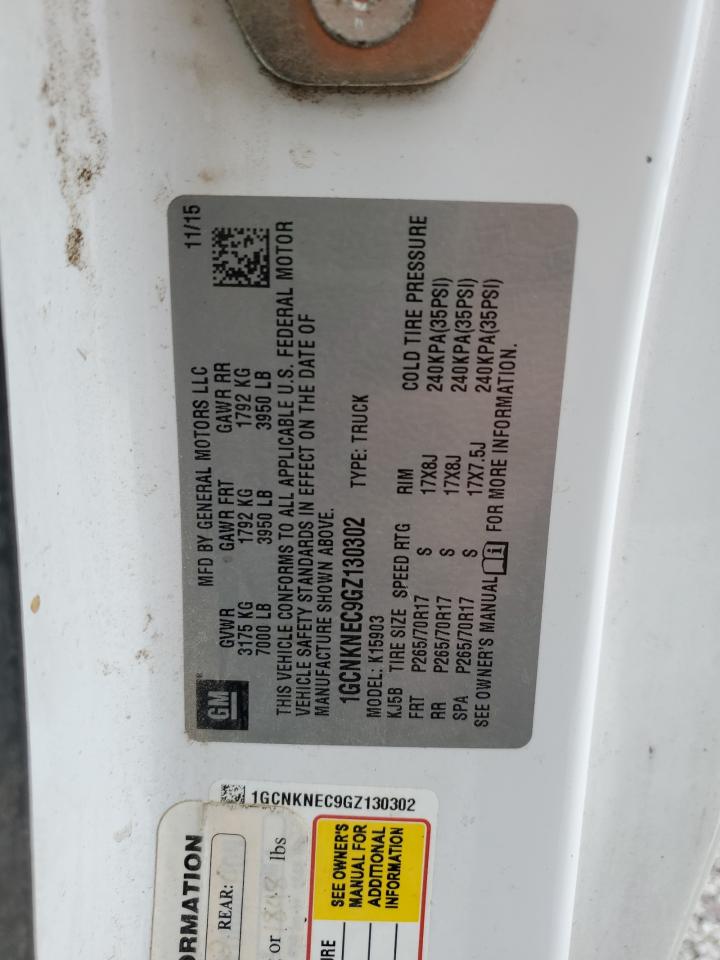 11/15
MFD BY GENERAL MOTORS LLC
GVWR GAWR FRT GAWR RR
3175 KG 1792 KG 1792 KG
7000 LB 3950 LB 3950 LB
GM
THIS VEHICLE CONFORMS TO ALL APPLICABLE U.S. FEDERAL MOTOR
VEHICLE SAFETY STANDARDS IN EFFECT ON THE DATE OF
MANUFACTURE SHOWN ABOVE.
1GCNKNEC9GZ130302
MODEL: K15903 TYPE: TRUCK
KJ5B TIRE SIZE SPEED RTG RIM COLD TIRE PRESSURE
FRT P265/70R17 S 17X8J 240KPA(35PSI)
RR P265/70R17 S 17X8J 240KPA(35PSI)
SPA P265/70R17 S 17X7.5J 240KPA(35PSI)
SEE OWNER'S MANUAL FOR MORE INFORMATION.
1GCNKNEC9GZ130302
ORMATION
REAR:
or lbs
SEE OWNER'S
MANUAL FOR
ADDITIONAL
INFORMATION
URE